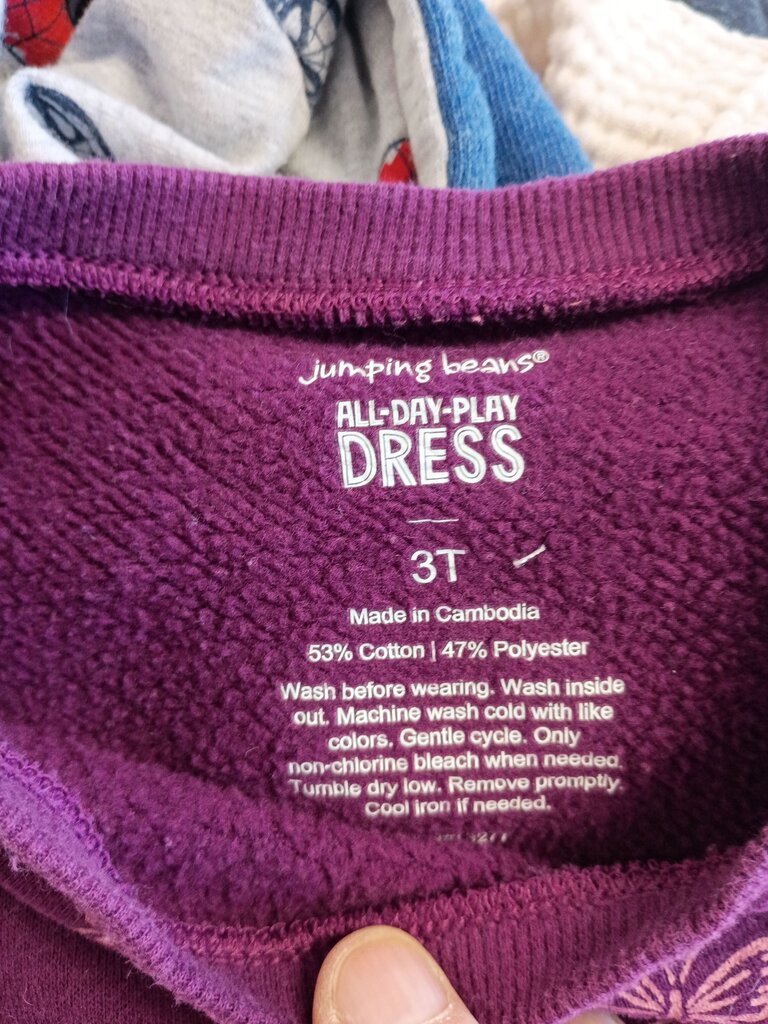 jumping beans®
ALL-DAY-PLAY
DRESS
3T
Made in Cambodia
53% Cotton | 47% Polyester
Wash before wearing. Wash inside
out. Machine wash cold with like
colors. Gentle cycle. Only
non-chlorine bleach when needed.
Tumble dry low. Remove promptly.
Cool iron if needed.